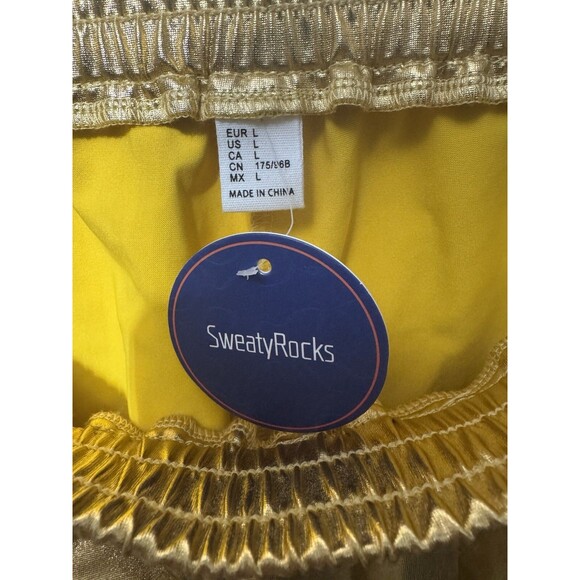 EUR L
US L
CA L
CN 175/96B
MX L
MADE IN CHINA
SweatyRocks